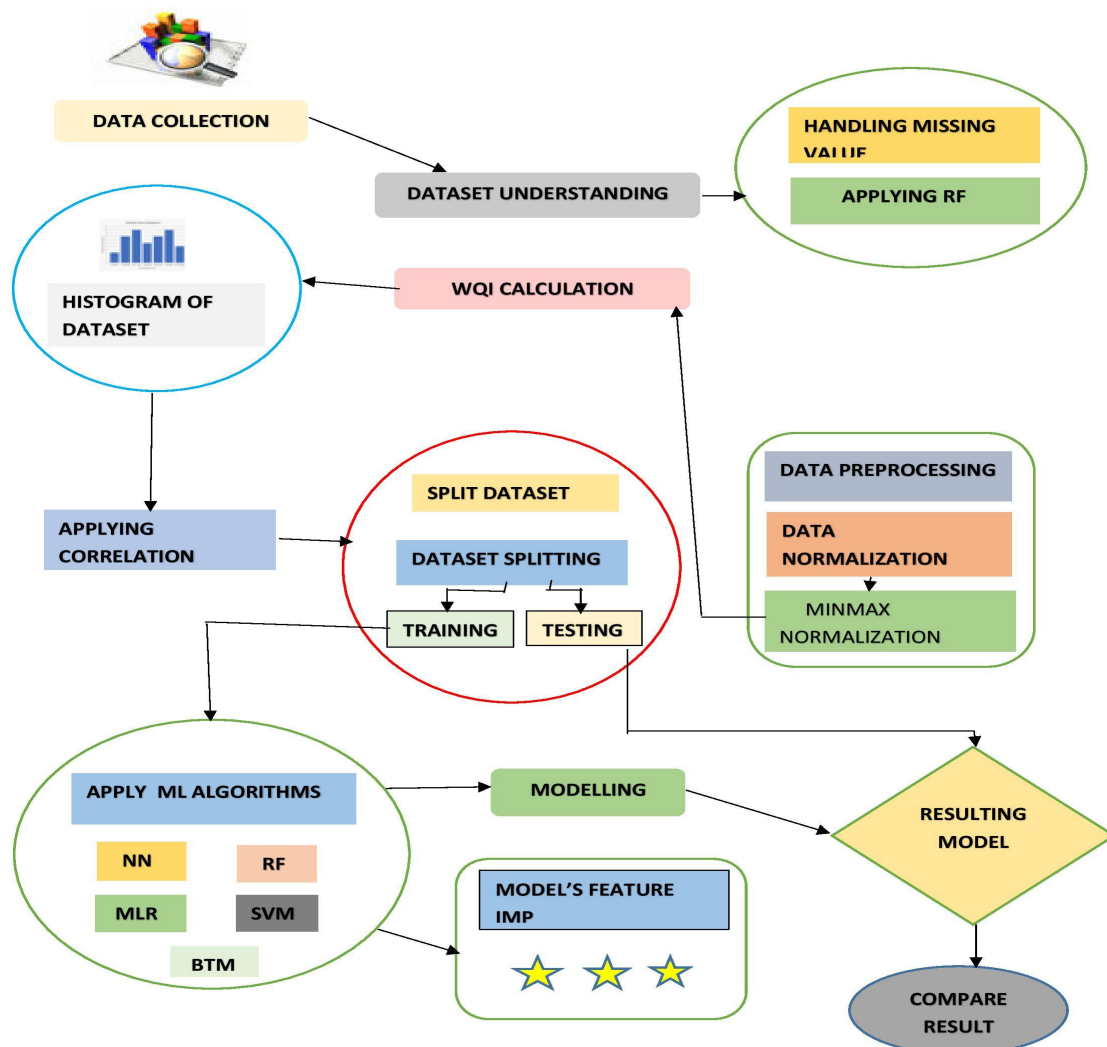 DATA COLLECTION
HANDLING MISSING
VALUE
APPLYING RF
DATASET UNDERSTANDING
WQI CALCULATION
HISTOGRAM OF
DATASET
SPLIT DATASET
DATA PREPROCESSING
APPLYING
CORRELATION
DATASET SPLITTING
DATA
NORMALIZATION
TRAINING
TESTING
MINMAX
NORMALIZATION
APPLY ML ALGORITHMS
MODELLING
RESULTING
MODEL
NN
RF
MLR
SVM
BTM
MODEL'S FEATURE
IMP
COMPARE
RESULT